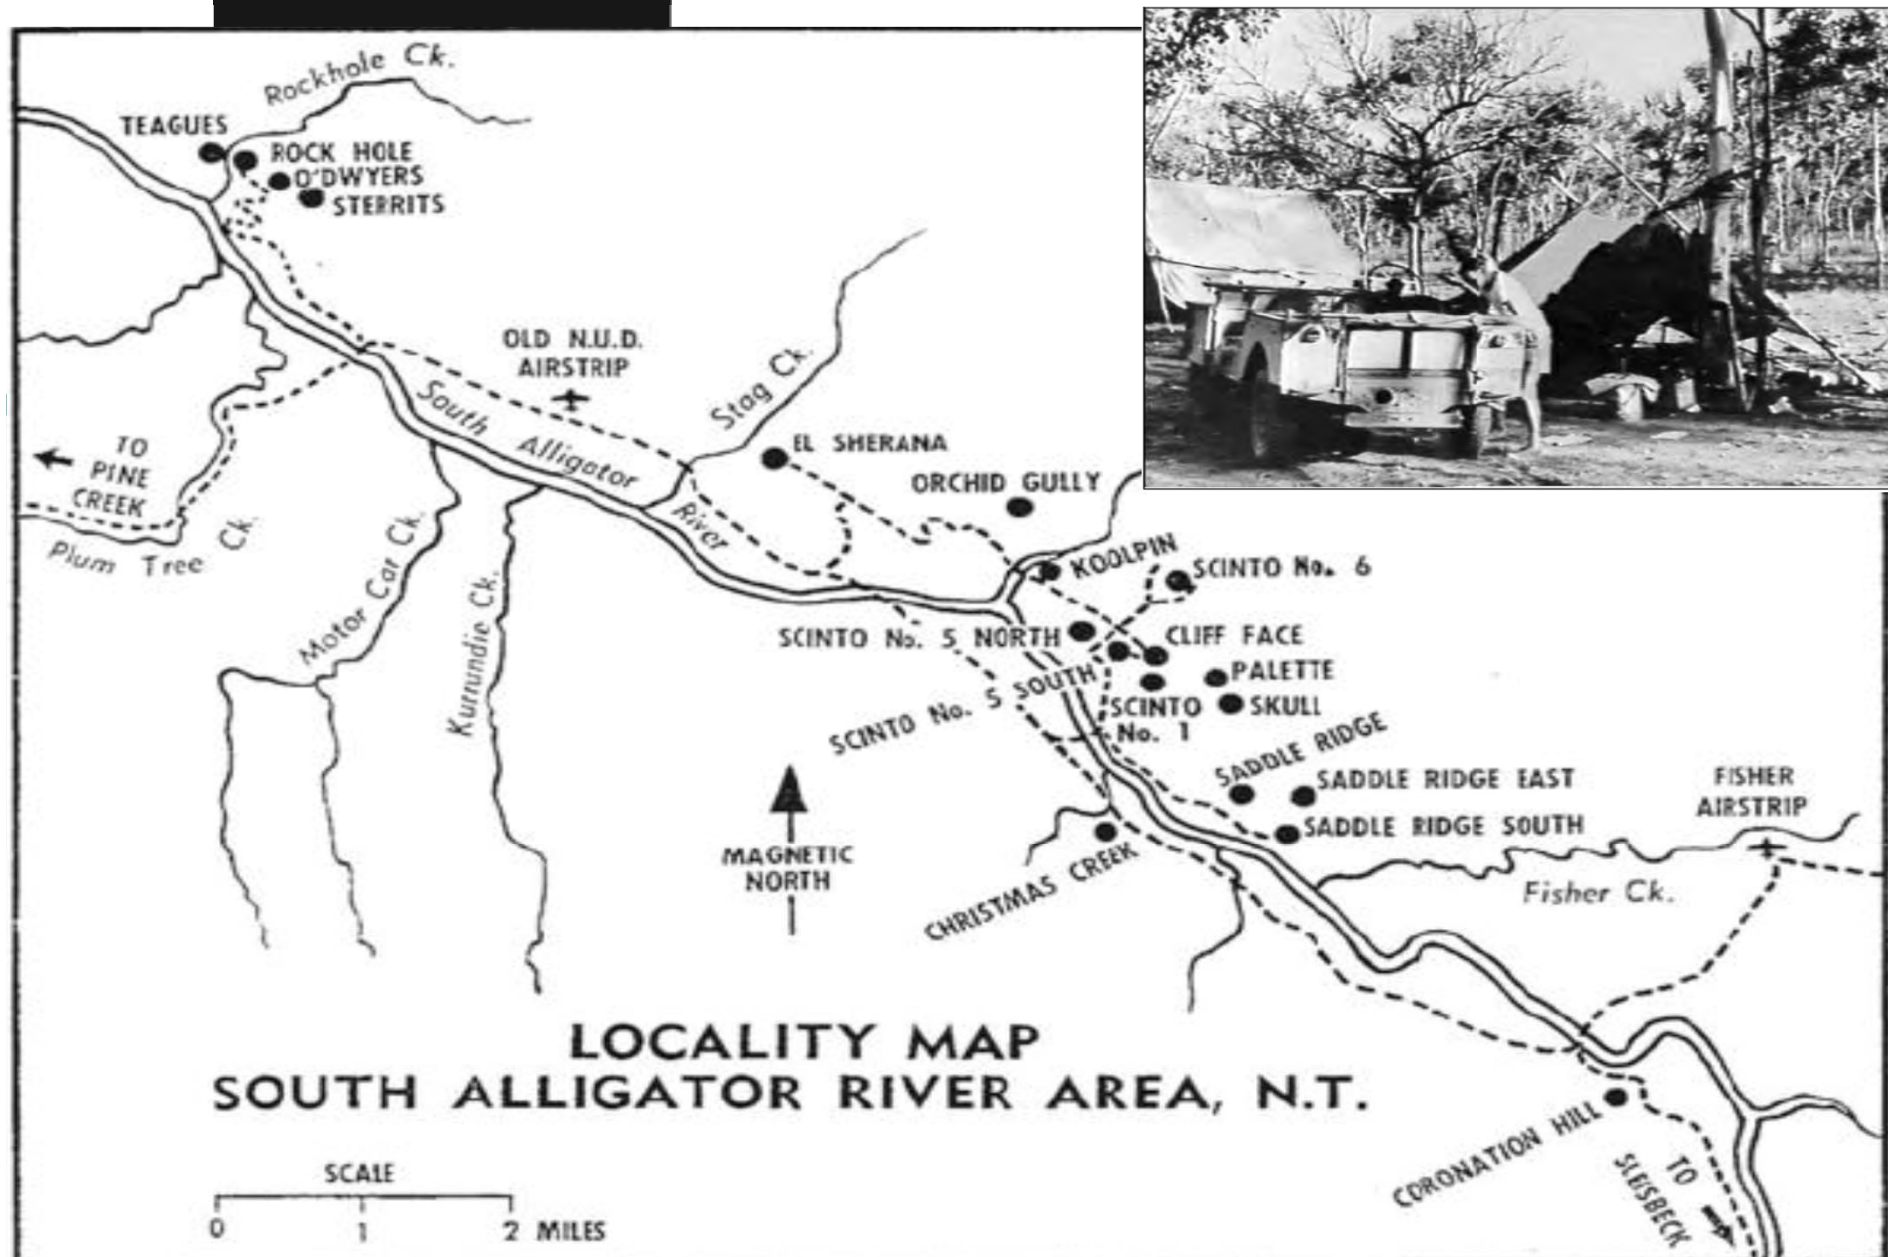 Rockhole Ck.
TEAGUES
ROCK HOLE
O'DWYERS
STERRITS
OLD N.U.D.
AIRSTRIP
Stag Ck.
South Alligator River
EL SHERANA
ORCHID GULLY
TO
PINE
CREEK
Plum Tree Ck.
Motor Car Ck.
Kurrundie Ck.
KOOLPIN
SCINTO No. 6
SCINTO No. 5 NORTH
CLIFF FACE
PALETTE
SCINTO No. 5 SOUTH
SCINTO
No. 1
SKULL
SADDLE RIDGE
SADDLE RIDGE EAST
SADDLE RIDGE SOUTH
FISHER
AIRSTRIP
MAGNETIC
NORTH
CHRISTMAS CREEK
Fisher Ck.
LOCALITY MAP
SOUTH ALLIGATOR RIVER AREA, N.T.
CORONATION HILL
TO
SLEISBECK
SCALE
0 1 2 MILES